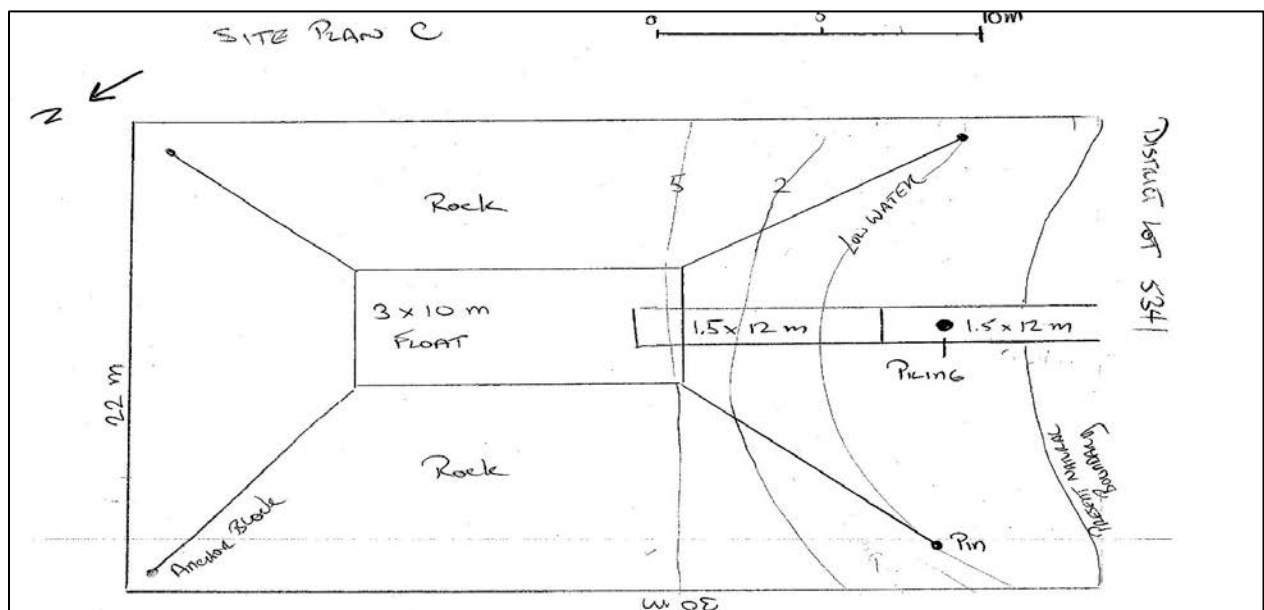 SITE PLAN C
0 5 10m
N
DISTRICT LOT 5341
Rock
5
2
LOW WATER
3 x 10 m
FLOAT
1.5 x 12 m
1.5 x 12 m
PILING
22 m
Rock
PRESENT NATURAL
BOUNDARY
Anchor Block
Pin
30 m